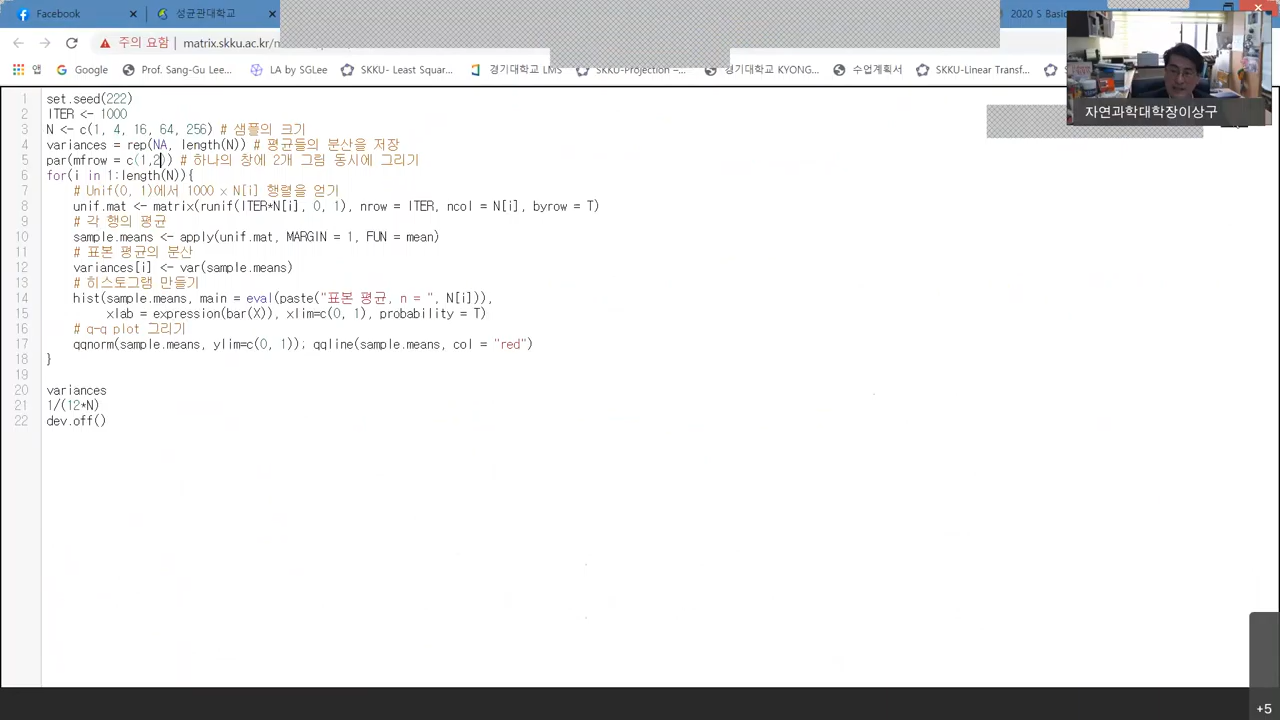 Facebook
성균관대학교
2020 S Basi
주의 요함
matrix.skku.ac.kr/
앱
Google
Prof. Sang-Gu Lee...
LA by SGLee
SKKU- Least Squar...
경기대학교 LMS
SKKU-Projection –...
경기대학교 KYONG...
수업계획서
SKKU-Linear Transf...
자연과학대학장이상구
1 set.seed(222)
2 ITER <- 1000
3 N <- c(1, 4, 16, 64, 256) # 샘플의 크기
4 variances = rep(NA, length(N)) # 평균들의 분산을 저장
5 par(mfrow = c(1,2)) # 하나의 창에 2개 그림 동시에 그리기
6 for(i in 1:length(N)){
7 # Unif(0, 1)에서 1000 x N[i] 행렬을 얻기
8 unif.mat <- matrix(runif(ITER*N[i], 0, 1), nrow = ITER, ncol = N[i], byrow = T)
9 # 각 행의 평균
10 sample.means <- apply(unif.mat, MARGIN = 1, FUN = mean)
11 # 표본 평균의 분산
12 variances[i] <- var(sample.means)
13 # 히스토그램 만들기
14 hist(sample.means, main = eval(paste("표본 평균, n = ", N[i])),
15 xlab = expression(bar(X)), xlim=c(0, 1), probability = T)
16 # q-q plot 그리기
17 qqnorm(sample.means, ylim=c(0, 1)); qqline(sample.means, col = "red")
18 }
19
20 variances
21 1/(12*N)
22 dev.off()
+5